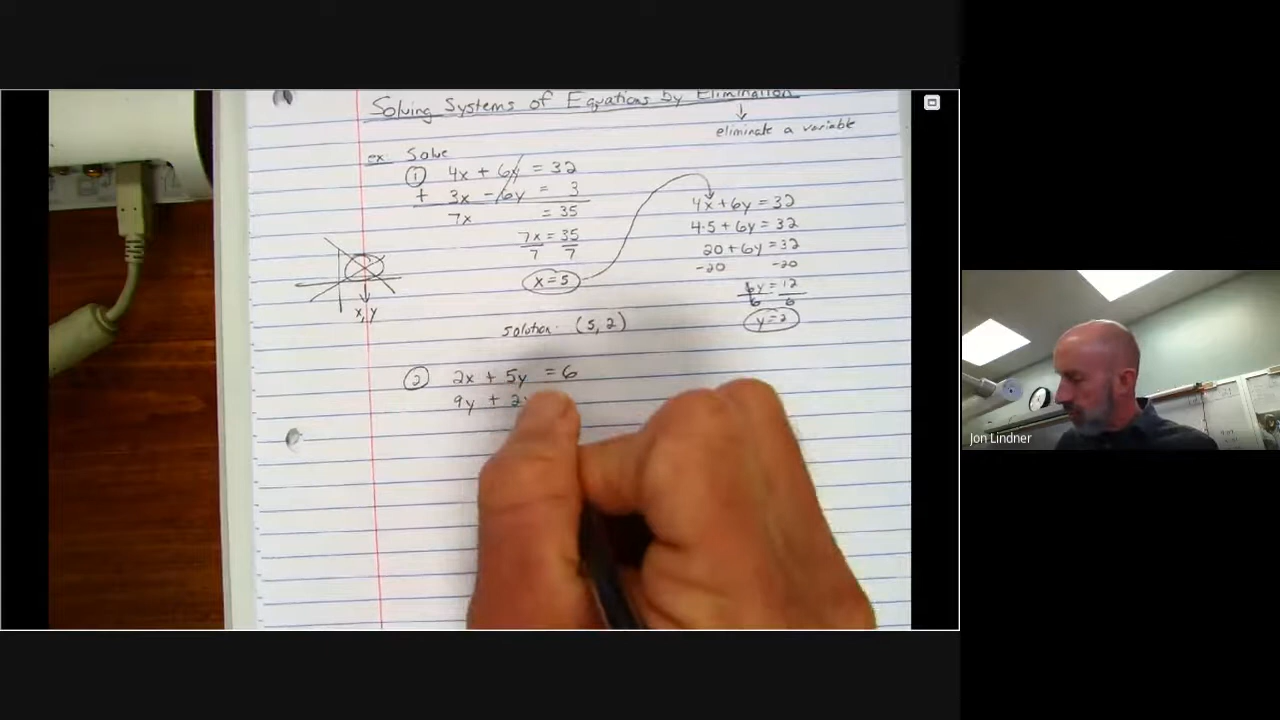 Solving Systems of Equations by Elimination
↓
eliminate a variable
ex: Solve
① 4x + 6y = 32
+ 3x - 6y = 3
7x = 35
7x = 35
7 7
x = 5
x, y
4x + 6y = 32
4·5 + 6y = 32
20 + 6y = 32
-20 -20
6y = 12
6 6
y = 2
solution: (5, 2)
② 2x + 5y = 6
9y + 2
Jon Lindner